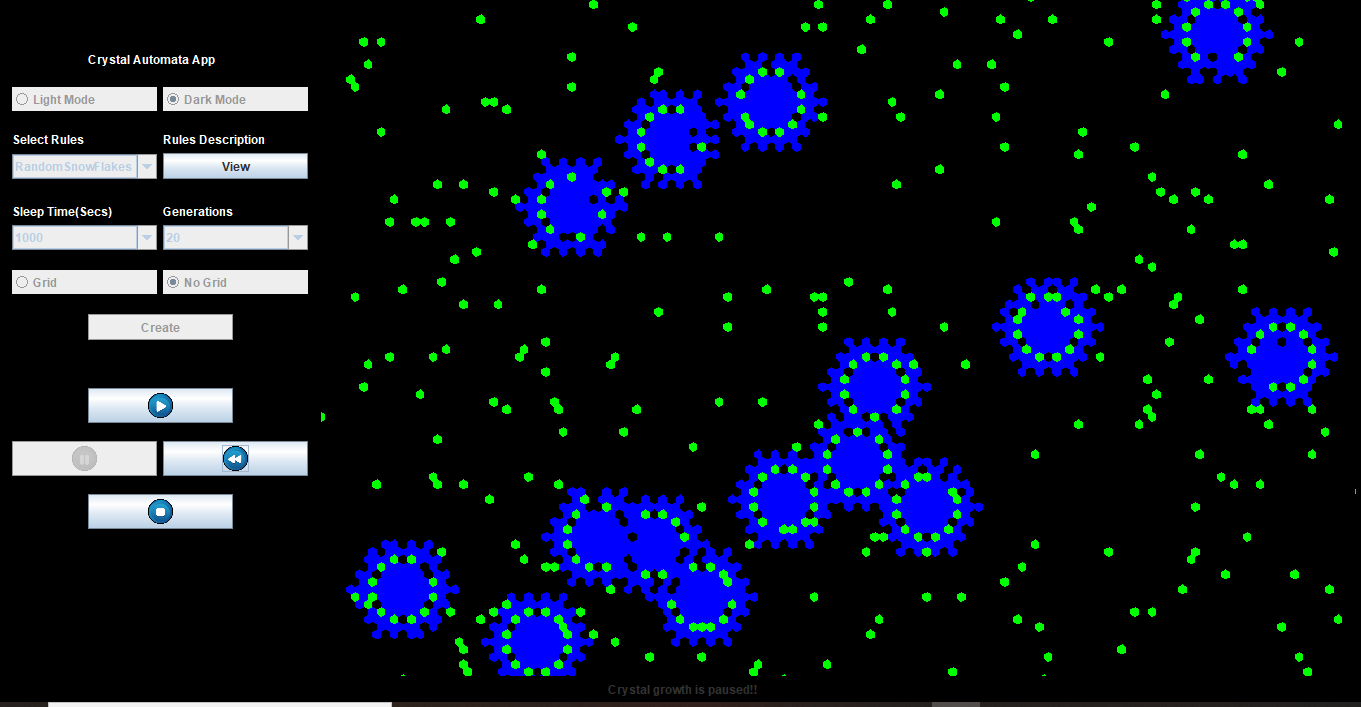 Crystal Automata App
Light Mode
Dark Mode
Select Rules
Rules Description
RandomSnowFlakes
View
Sleep Time(Secs)
Generations
1000
20
Grid
No Grid
Create
Crystal growth is paused!!